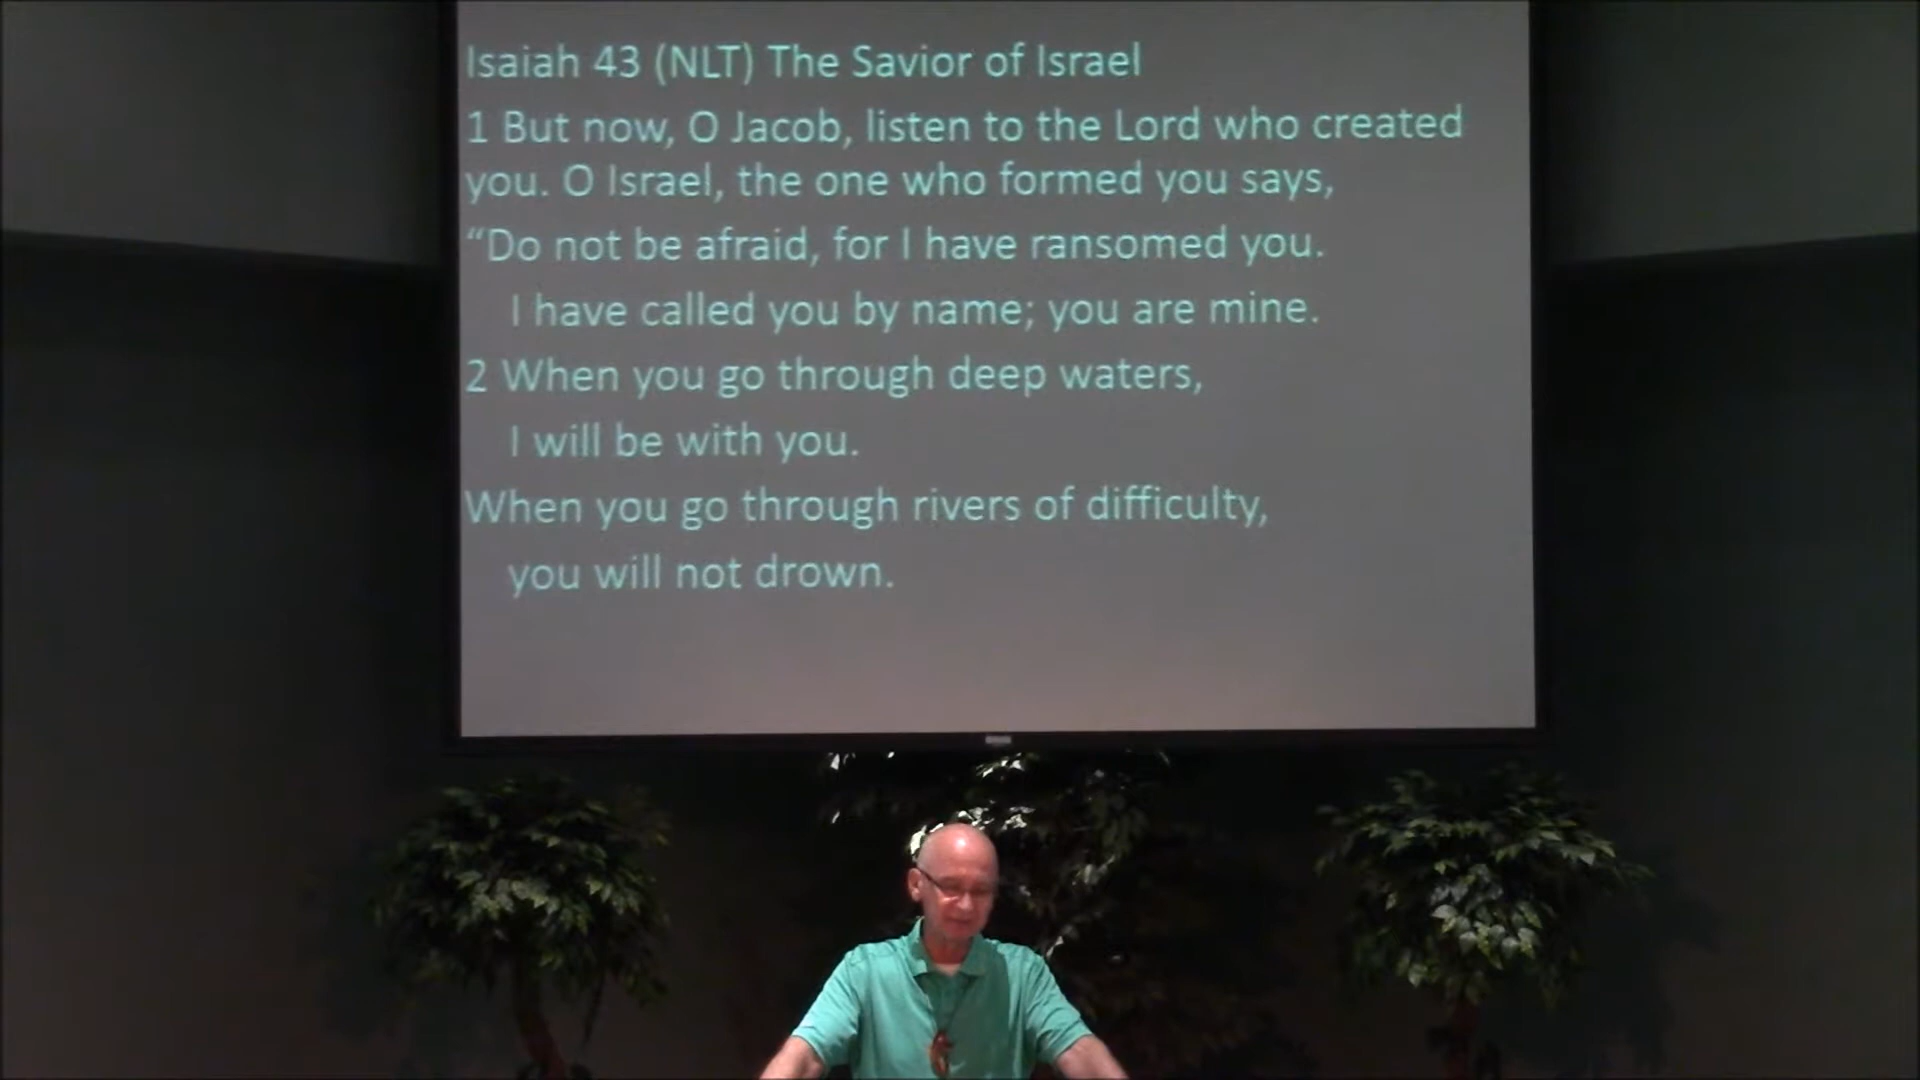 Isaiah 43 (NLT) The Savior of Israel
1 But now, O Jacob, listen to the Lord who created
you. O Israel, the one who formed you says,
“Do not be afraid, for I have ransomed you.
I have called you by name; you are mine.
2 When you go through deep waters,
I will be with you.
When you go through rivers of difficulty,
you will not drown.